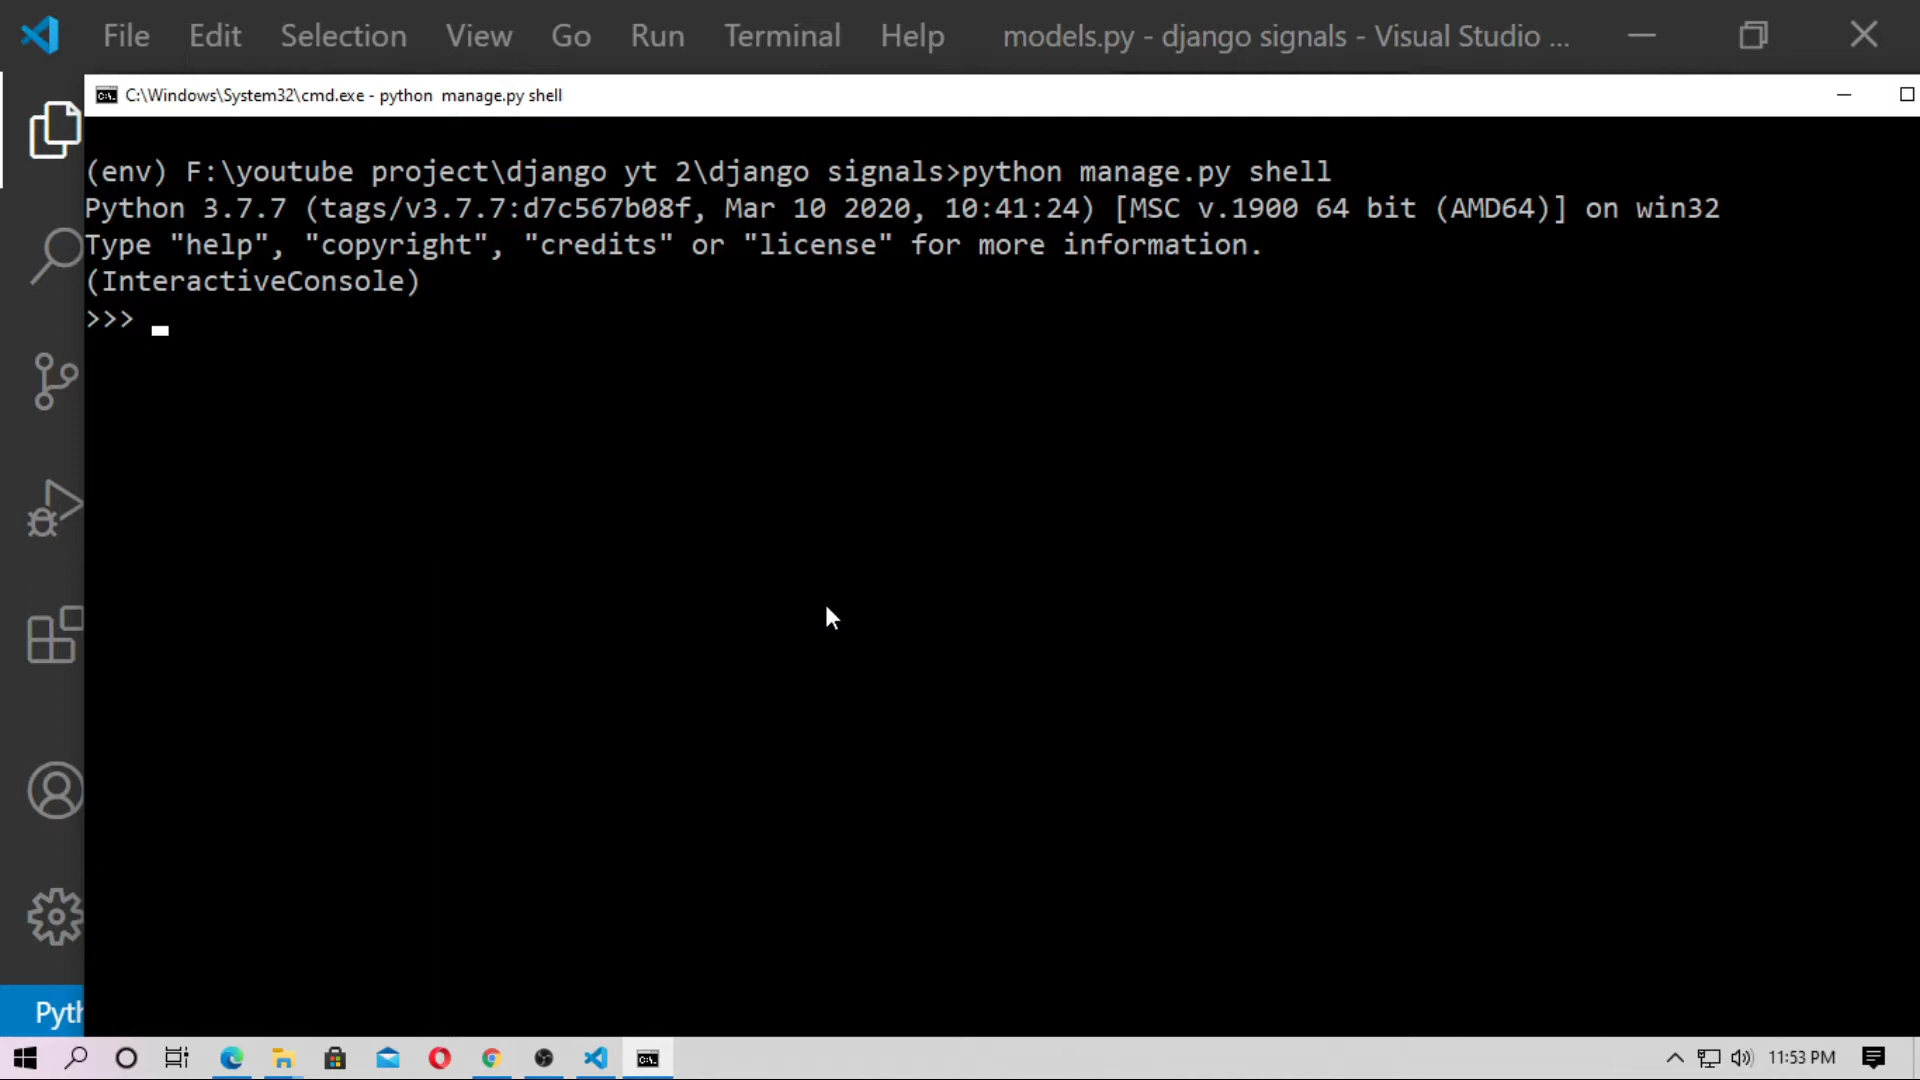 File Edit Selection View Go Run Terminal Help models.py - django signals - Visual Studio ...
C:\Windows\System32\cmd.exe - python  manage.py shell
(env) F:\youtube project\django yt 2\django signals>python manage.py shell
Python 3.7.7 (tags/v3.7.7:d7c567b08f, Mar 10 2020, 10:41:24) [MSC v.1900 64 bit (AMD64)] on win32
Type "help", "copyright", "credits" or "license" for more information.
(InteractiveConsole)
>>>
Pyth
11:53 PM